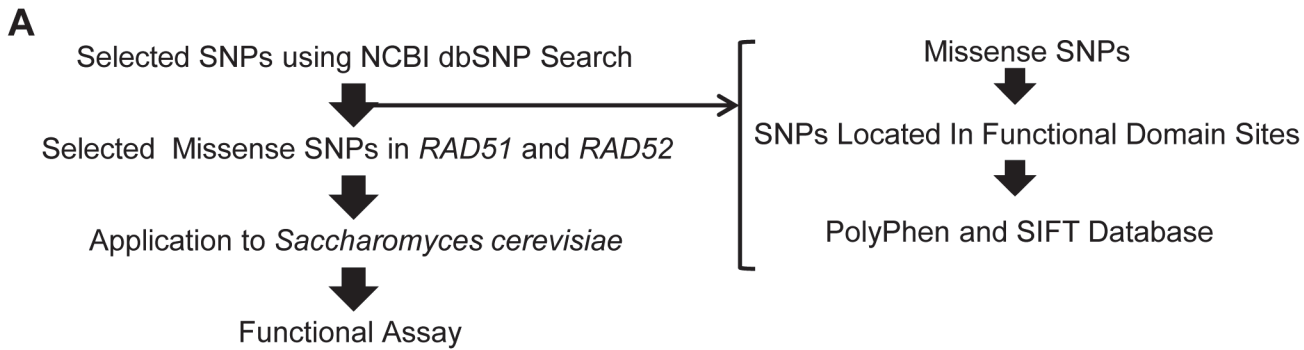 A
Selected SNPs using NCBI dbSNP Search
Selected Missense SNPs in RAD51 and RAD52
Application to Saccharomyces cerevisiae
Functional Assay
Missense SNPs
SNPs Located In Functional Domain Sites
PolyPhen and SIFT Database